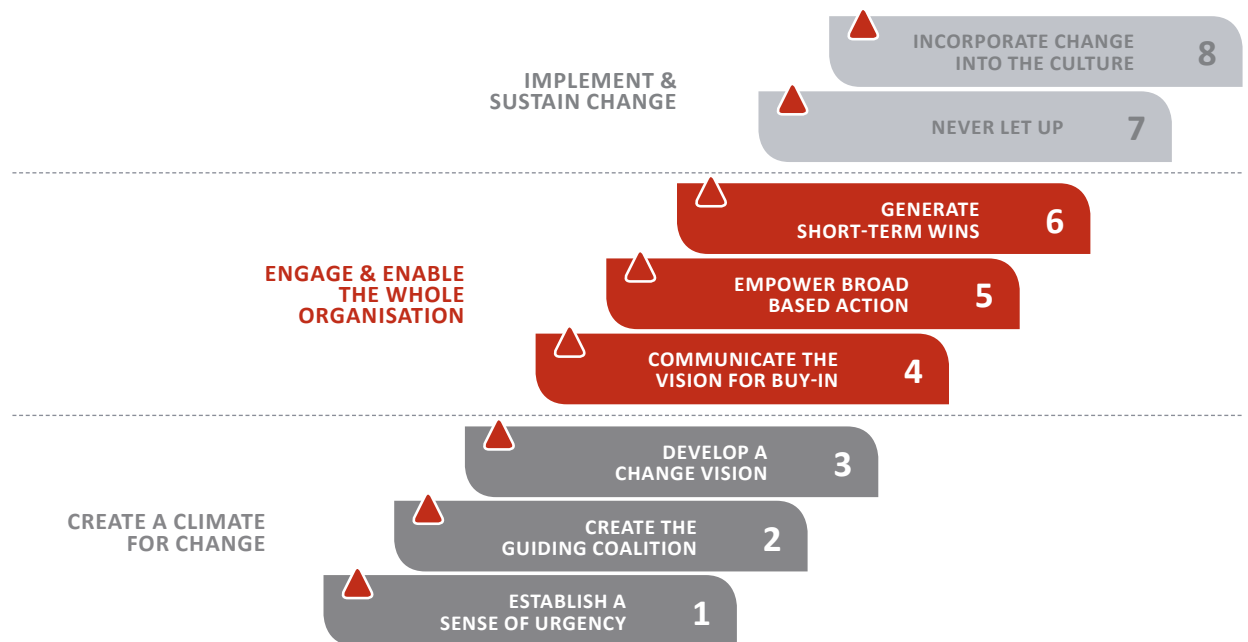 IMPLEMENT &
SUSTAIN CHANGE
INCORPORATE CHANGE
INTO THE CULTURE
8
NEVER LET UP
7
ENGAGE & ENABLE
THE WHOLE
ORGANISATION
GENERATE
SHORT-TERM WINS
6
EMPOWER BROAD
BASED ACTION
5
COMMUNICATE THE
VISION FOR BUY-IN
4
CREATE A CLIMATE
FOR CHANGE
DEVELOP A
CHANGE VISION
3
CREATE THE
GUIDING COALITION
2
ESTABLISH A
SENSE OF URGENCY
1